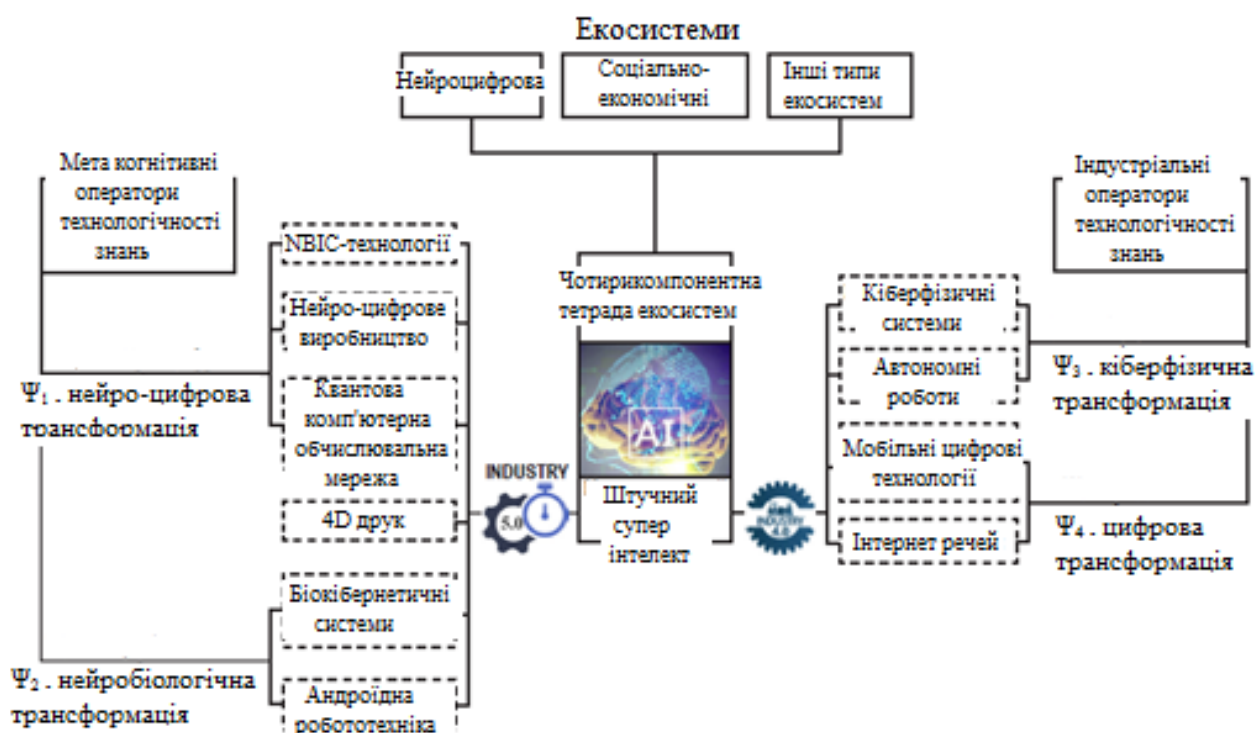 Екосистеми
Нейроцифрова
Соціально-
економічні
Інші типи
екосистем
Мета когнітивні
оператори
технологічності
знань
Індустріальні
оператори
технологічності
знань
NBIC-технології
Нейро-цифрове
виробництво
Квантова
комп'ютерна
обчислювальна
мережа
4D друк
Біокібернетичні
системи
Андроїдна
робототехніка
Ψ1 . нейро-цифрова
трансформація
Ψ2 . нейробіологічна
трансформація
INDUSTRY
5.0
Чотирикомпонентна
тетрада екосистем
AI
Штучний
супер
інтелект
INDUSTRY
4.0
Кіберфізичні
системи
Автономні
роботи
Мобільні цифрові
технології
Інтернет речей
Ψ3 . кіберфізична
трансформація
Ψ4 . цифрова
трансформація